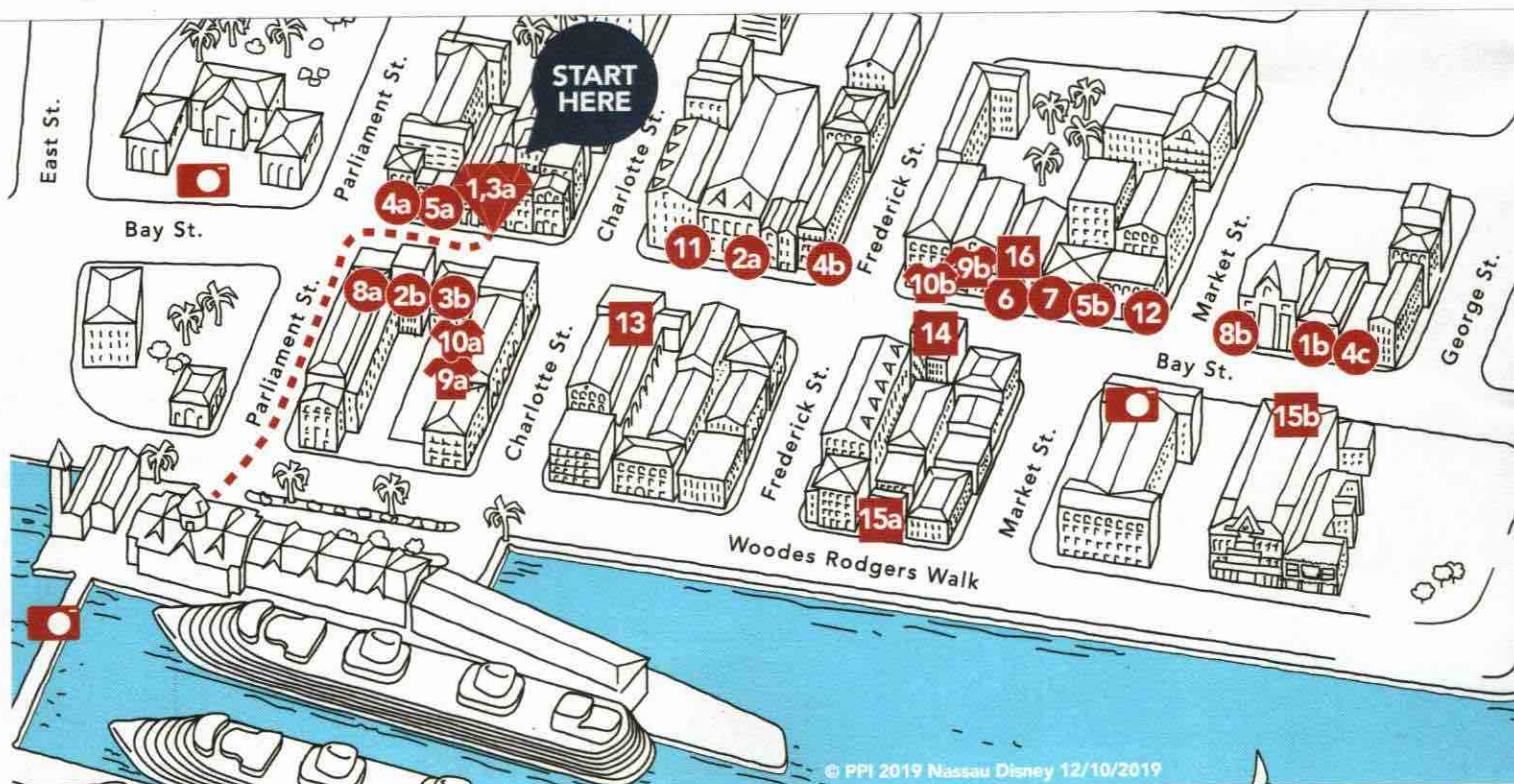 START
HERE
Parliament St.
East St.
Charlotte St.
Frederick St.
1,3a
4a
5a
Bay St.
11
2a
4b
10b
9b
16
6
7
5b
12
Market St.
George St.
8b
1b
4c
Bay St.
Parliament St.
8a
2b
3b
10a
9a
Charlotte St.
13
Frederick St.
14
15a
Market St.
15b
Woodes Rodgers Walk
© PPI 2019 Nassau Disney 12/10/2019